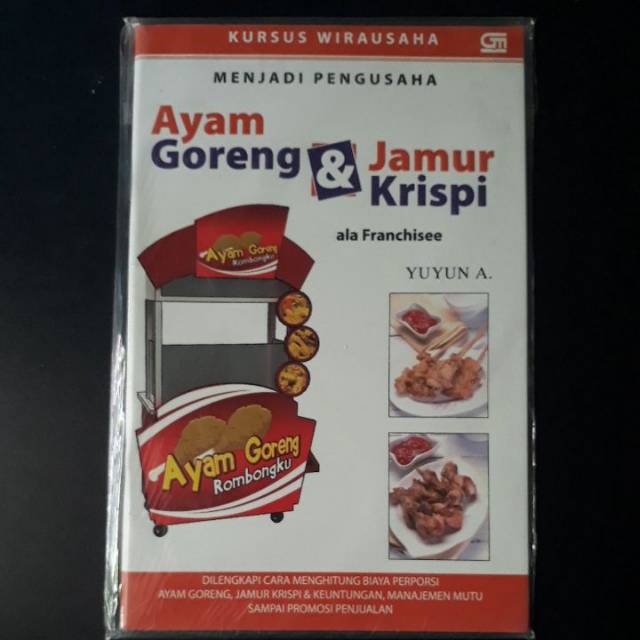 KURSUS WIRAUSAHA
GM
MENJADI PENGUSAHA
Ayam
Goreng & Jamur
Krispi
ala Franchisee
YUYUN A.
Ayam Goreng
Rombongku
Ayam Goreng
Rombongku
DILENGKAPI CARA MENGHITUNG BIAYA PERPORSI
AYAM GORENG, JAMUR KRISPI & KEUNTUNGAN, MANAJEMEN MUTU
SAMPAI PROMOSI PENJUALAN